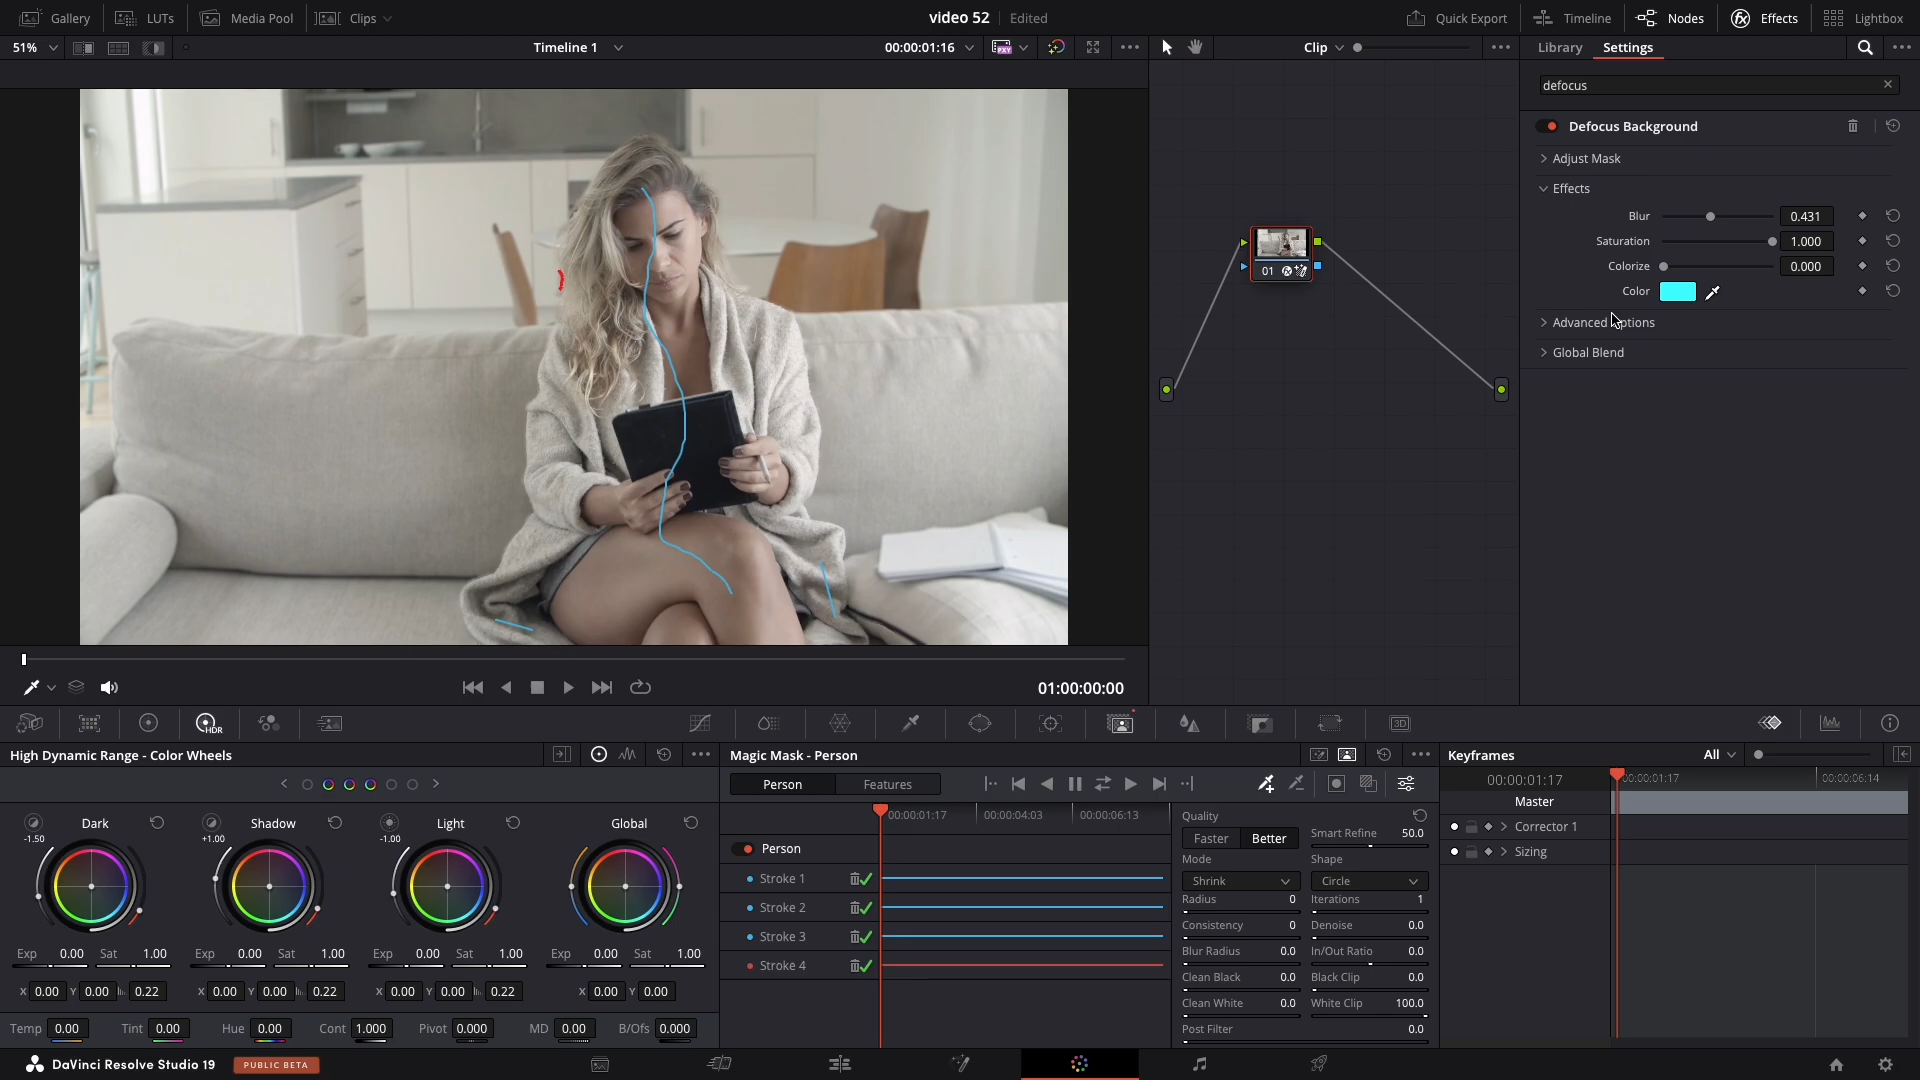 Gallery LUTs Media Pool Clips video 52 Edited Quick Export Timeline Nodes Effects Lightbox
51% Timeline 1 00:00:01:16 PXY Clip Library Settings
defocus
Defocus Background
Adjust Mask
Effects
Blur 0.431
Saturation 1.000
Colorize 0.000
Color
01
Advanced Options
Global Blend
01:00:00:00
HDR 3D
High Dynamic Range - Color Wheels Magic Mask - Person Keyframes All
Person Features 00:00:01:17 00:00:01:17 00:00:06:14
Master
Dark Shadow Light Global 00:00:01:17 00:00:04:03 00:00:06:13 Quality
-1.50 +1.00 -1.00 Faster Better Smart Refine 50.0 Corrector 1
Person Mode Shape Sizing
Stroke 1 Shrink Circle
Stroke 2 Radius 0 Iterations 1
Stroke 3 Consistency 0 Denoise 0.0
Exp 0.00 Sat 1.00 Exp 0.00 Sat 1.00 Exp 0.00 Sat 1.00 Exp 0.00 Sat 1.00 Blur Radius 0.0 In/Out Ratio 0.0
Stroke 4 Clean Black 0.0 Black Clip 0.0
X 0.00 Y 0.00 0.22 X 0.00 Y 0.00 0.22 X 0.00 Y 0.00 0.22 X 0.00 Y 0.00 Clean White 0.0 White Clip 100.0
Temp 0.00 Tint 0.00 Hue 0.00 Cont 1.000 Pivot 0.000 MD 0.00 B/Ofs 0.000 Post Filter 0.0
DaVinci Resolve Studio 19 PUBLIC BETA